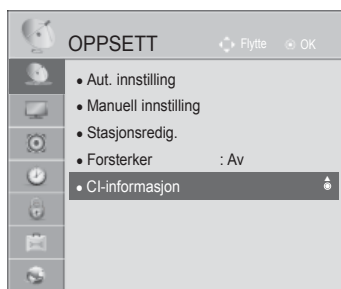 OPPSETT Flytte OK
• Aut. innstilling
• Manuell innstilling
• Stasjonsredig.
• Forsterker : Av
• CI-informasjon